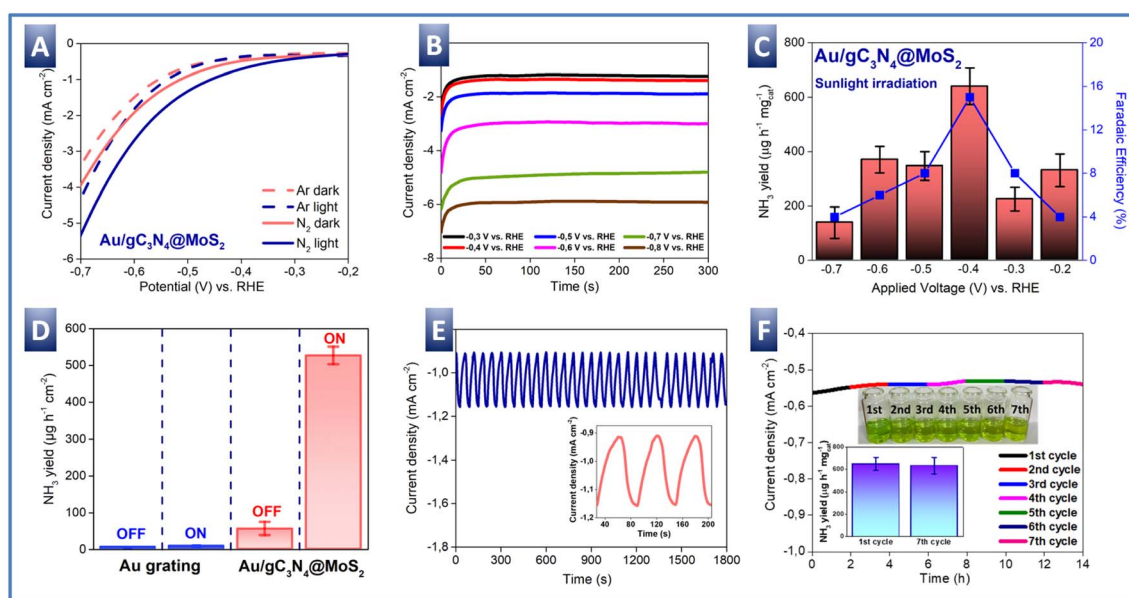 A
Au/gC3N4@MoS2
Ar dark
Ar light
N2 dark
N2 light
0
-1
-2
-3
-4
-5
-6
-0,7
-0,6
-0,5
-0,4
-0,3
-0,2
Current density (mA cm-2)
Potential (V) vs. RHE
B
0
-2
-4
-6
-8
0
50
100
150
200
250
300
-0,3 V vs. RHE
-0,5 V vs. RHE
-0,7 V vs. RHE
-0,4 V vs. RHE
-0,6 V vs. RHE
-0,8 V vs. RHE
Current density (mA cm-2)
Time (s)
C
Au/gC3N4@MoS2
Sunlight irradiation
800
600
400
200
0
20
16
12
8
4
0
-0.7
-0.6
-0.5
-0.4
-0.3
-0.2
NH3 yield (μg h-1 mg-1cat)
Faradaic Efficiency (%)
Applied Voltage (V) vs. RHE
D
600
500
400
300
200
100
0
OFF
ON
OFF
ON
Au grating
Au/gC3N4@MoS2
NH3 yield (μg h-1 cm-2)
E
-1,0
-1,2
-1,4
-1,6
-1,8
0
300
600
900
1200
1500
1800
Current density (mA cm-2)
Time (s)
-0,9
-1,0
-1,1
-1,2
40
80
120
160
200
Current density (mA cm-2)
Time (s)
F
-0,4
-0,5
-0,6
-0,7
-0,8
-0,9
-1,0
0
2
4
6
8
10
12
14
Current density (mA cm-2)
Time (h)
1st
2nd
3rd
4th
5th
6th
7th
1st cycle
2nd cycle
3rd cycle
4th cycle
5th cycle
6th cycle
7th cycle
800
600
400
200
0
NH3 yield (μg h-1 mg-1cat)
1st cycle
7th cycle